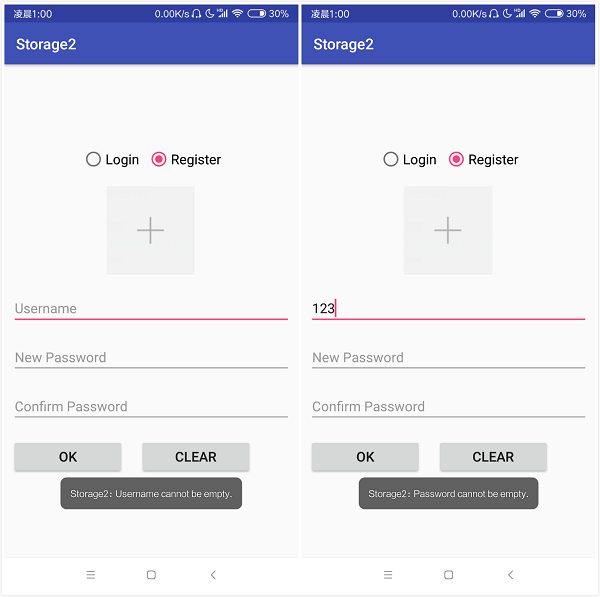 凌晨1:00 0.00K/s HD 30%
Storage2
Login Register
Username
New Password
Confirm Password
OK CLEAR
Storage2: Username cannot be empty.
凌晨1:00 0.00K/s HD 30%
Storage2
Login Register
123
New Password
Confirm Password
OK CLEAR
Storage2: Password cannot be empty.